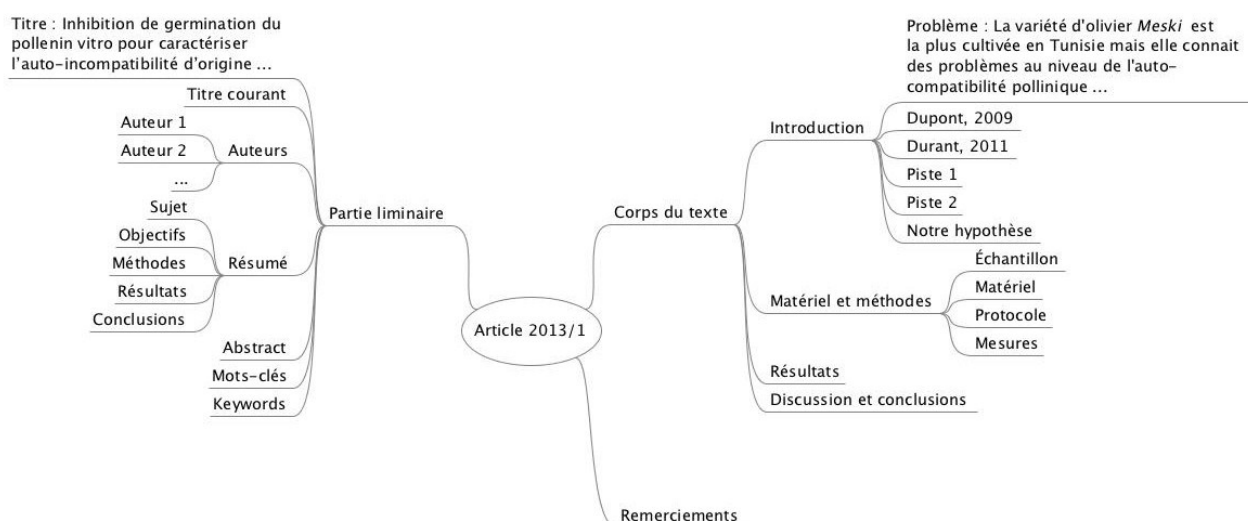 Titre : Inhibition de germination du
pollenin vitro pour caractériser
l'auto-incompatibilité d'origine ...
Titre courant
Auteur 1
Auteur 2
...
Auteurs
Sujet
Objectifs
Méthodes
Résultats
Conclusions
Résumé
Abstract
Mots-clés
Keywords
Partie liminaire
Article 2013/1
Corps du texte
Introduction
Problème : La variété d'olivier Meski est
la plus cultivée en Tunisie mais elle connait
des problèmes au niveau de l'auto-
compatibilité pollinique ...
Dupont, 2009
Durant, 2011
Piste 1
Piste 2
Notre hypothèse
Matériel et méthodes
Échantillon
Matériel
Protocole
Mesures
Résultats
Discussion et conclusions
Remerciements